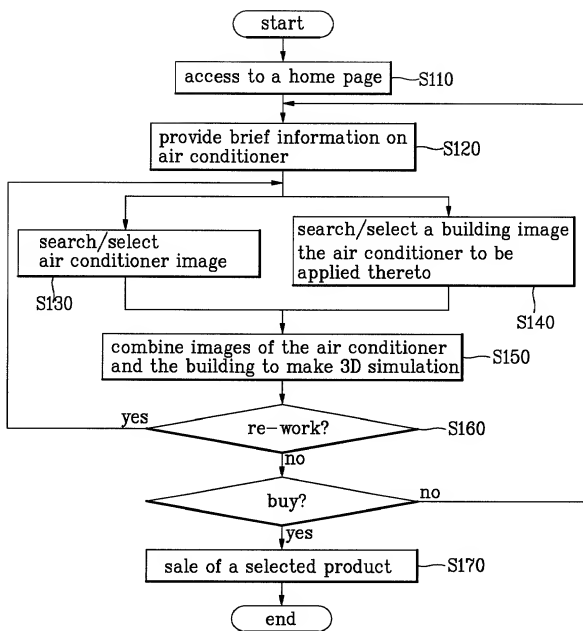 start
access to a home page
S110
provide brief information on
air conditioner
S120
search/select
air conditioner image
S130
search/select a building image
the air conditioner to be
applied thereto
S140
combine images of the air conditioner
and the building to make 3D simulation
S150
yes
re-work?
S160
no
buy?
no
yes
sale of a selected product
S170
end